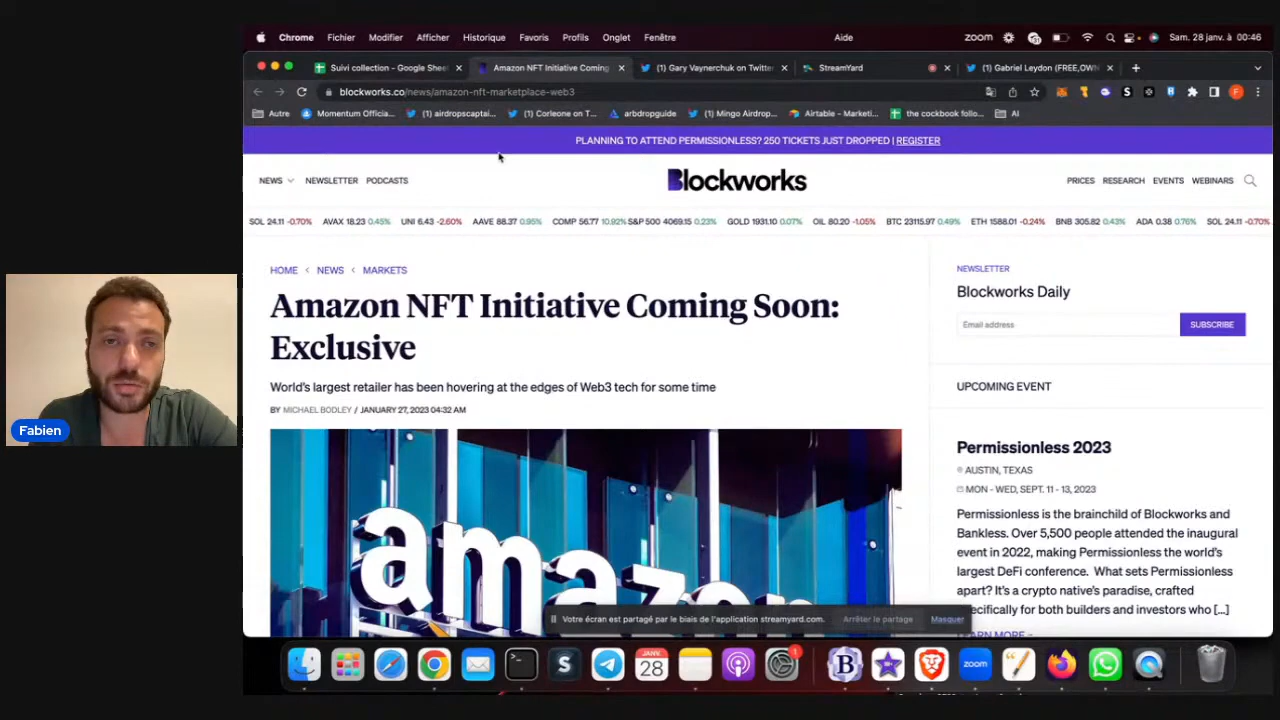 Chrome Fichier Modifier Afficher Historique Favoris Profils Onglet Fenêtre Aide zoom Sam. 28 janv. à 00:46
Suivi collection - Google Shee Amazon NFT Initiative Coming (1) Gary Vaynerchuk on Twitter StreamYard (1) Gabriel Leydon (FREE,OWN
blockworks.co/news/amazon-nft-marketplace-web3
Autre Momentum Officia... (1) airdropscaptai... (1) Corleone on T... arbdropguide (1) Mingo Airdrop... Airtable - Marketi... the cockbook follo... AI
PLANNING TO ATTEND PERMISSIONLESS? 250 TICKETS JUST DROPPED | REGISTER
NEWS NEWSLETTER PODCASTS Blockworks PRICES RESEARCH EVENTS WEBINARS
SOL 24.11 -0.70% AVAX 18.23 0.45% UNI 6.43 -2.60% AAVE 88.37 0.95% COMP 56.77 10.92% S&P 500 4069.15 0.23% GOLD 1931.10 0.07% OIL 80.20 -1.05% BTC 23115.97 0.49% ETH 1588.01 -0.24% BNB 305.82 0.43% ADA 0.38 0.76% SOL 24.11 -0.70%
HOME < NEWS < MARKETS
Amazon NFT Initiative Coming Soon:
Exclusive
World's largest retailer has been hovering at the edges of Web3 tech for some time
BY MICHAEL BODLEY / JANUARY 27, 2023 04:32 AM
amazon
NEWSLETTER
Blockworks Daily
Email address SUBSCRIBE
UPCOMING EVENT
Permissionless 2023
AUSTIN, TEXAS
MON - WED, SEPT. 11 - 13, 2023
Permissionless is the brainchild of Blockworks and
Bankless. Over 5,500 people attended the inaugural
event in 2022, making Permissionless the world's
largest DeFi conference. What sets Permissionless
apart? It's a crypto native's paradise, crafted
specifically for both builders and investors who [...]
LEARN MORE
Fabien
Votre écran est partagé par le biais de l'application streamyard.com. Arrêter le partage Masquer
JANV.
28
1
zoom